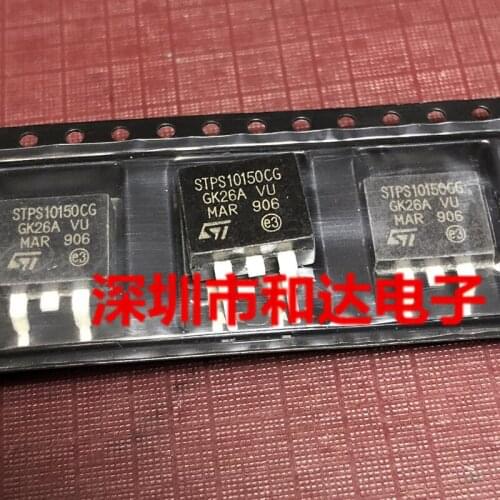 STPS10150CG
GK26A VU
MAR 906
ST e3
STPS10150CG
GK26A VU
MAR 906
ST e3
STPS10150CG
GK26A VU
MAR 906
ST e3
深圳市和达电子